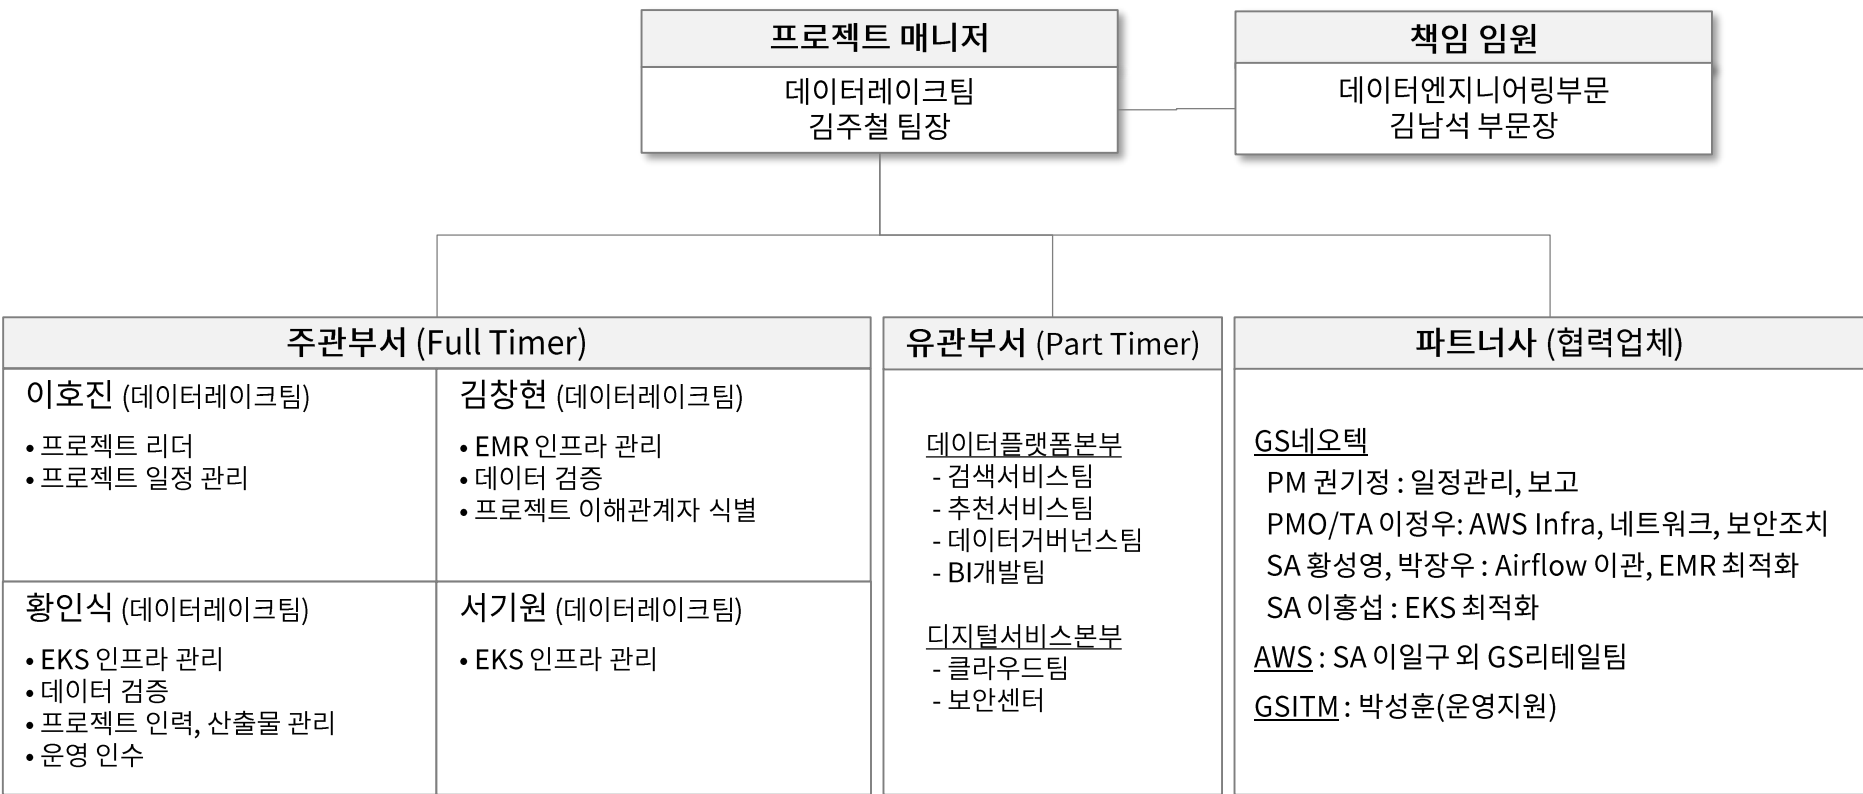 프로젝트 매니저
데이터레이크팀
김주철 팀장
책임 임원
데이터엔지니어링부문
김남석 부문장
주관부서 (Full Timer)
이호진 (데이터레이크팀)
• 프로젝트 리더
• 프로젝트 일정 관리
김창현 (데이터레이크팀)
• EMR 인프라 관리
• 데이터 검증
• 프로젝트 이해관계자 식별
황인식 (데이터레이크팀)
• EKS 인프라 관리
• 데이터 검증
• 프로젝트 인력, 산출물 관리
• 운영 인수
서기원 (데이터레이크팀)
• EKS 인프라 관리
유관부서 (Part Timer)
데이터플랫폼본부
- 검색서비스팀
- 추천서비스팀
- 데이터거버넌스팀
- BI개발팀
디지털서비스본부
- 클라우드팀
- 보안센터
파트너사 (협력업체)
GS네오텍
PM 권기정 : 일정관리, 보고
PMO/TA 이정우: AWS Infra, 네트워크, 보안조치
SA 황성영, 박장우 : Airflow 이관, EMR 최적화
SA 이홍섭 : EKS 최적화
AWS : SA 이일구 외 GS리테일팀
GSITM : 박성훈(운영지원)